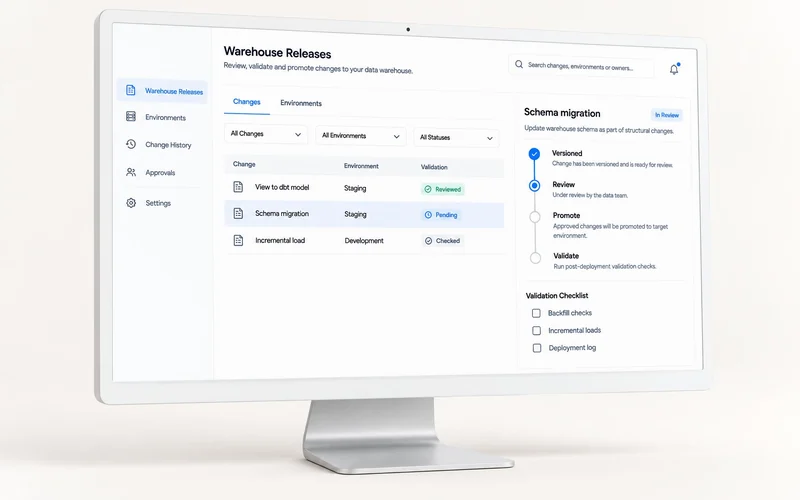 Warehouse Releases
Review, validate and promote changes to your data warehouse.
Search changes, environments or owners...
Warehouse Releases
Environments
Change History
Approvals
Settings
Changes
Environments
All Changes
All Environments
All Statuses
Change
Environment
Validation
View to dbt model
Staging
Reviewed
Schema migration
Staging
Pending
Incremental load
Development
Checked
Schema migration
In Review
Update warehouse schema as part of structural changes.
Versioned
Change has been versioned and is ready for review.
Review
Under review by the data team.
Promote
Approved changes will be promoted to target
environment.
Validate
Run post-deployment validation checks.
Validation Checklist
Backfill checks
Incremental loads
Deployment log